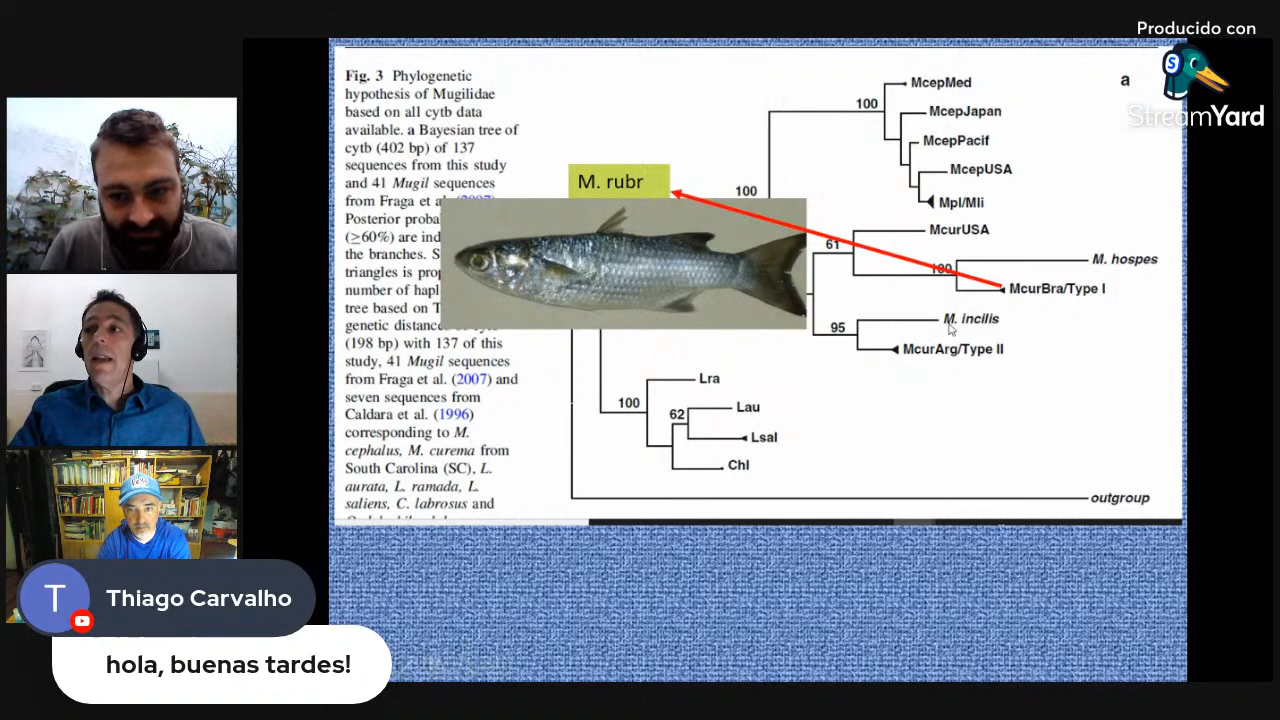 Producido con
StreamYard
Fig. 3 Phylogenetic
hypothesis of Mugilidae
based on all cytb data
available. a Bayesian tree of
cytb (402 bp) of 137
sequences from this study
and 41 Mugil sequences
from Fraga et al.
Posterior
(≥60%) are
the branches.
triangles is
number of
tree based on
genetic
(198 bp) with 137 of this
study, 41 Mugil sequences
from Fraga et al. (2007) and
seven sequences from
Caldara et al. (1996)
corresponding to M.
cephalus, M. curema from
South Carolina (SC), L.
aurata, L. ramada, L.
saliens, C. labrosus and
M. rubr
a
McepMed
100
McepJapan
McepPacif
McepUSA
100
Mpl/Mli
McurUSA
61
M. hospes
100
McurBra/Type I
M. incilis
95
McurArg/Type II
Lra
100
62
Lau
Lsal
Chl
outgroup
T
Thiago Carvalho
hola, buenas tardes!